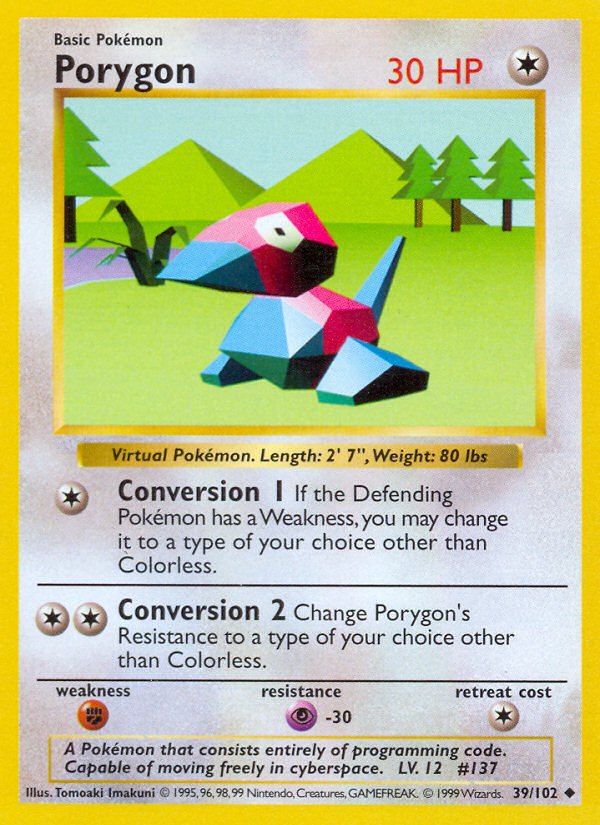 Basic Pokémon
Porygon 30 HP
Virtual Pokémon. Length: 2' 7", Weight: 80 lbs
Conversion 1 If the Defending
Pokémon has a Weakness, you may change
it to a type of your choice other than
Colorless.
Conversion 2 Change Porygon's
Resistance to a type of your choice other
than Colorless.
weakness resistance retreat cost
-30
A Pokémon that consists entirely of programming code.
Capable of moving freely in cyberspace. LV. 12 #137
Illus. Tomoaki Imakuni © 1995, 96, 98, 99 Nintendo, Creatures, GAMEFREAK. © 1999 Wizards. 39/102